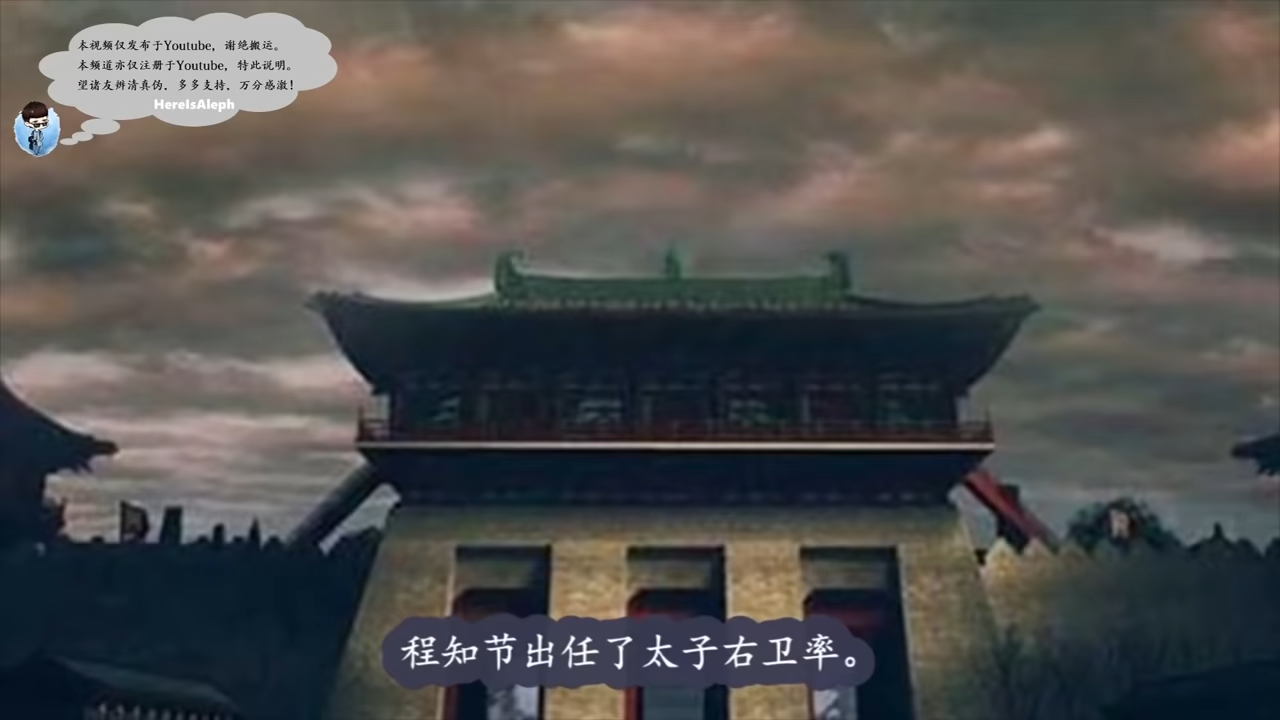 本视频仅发布于Youtube，谢绝搬运。
本频道亦仅注册于Youtube，特此说明。
望诸友辨清真伪，多多支持，万分感激！
HereIsAleph
程知节出任了太子右卫率。